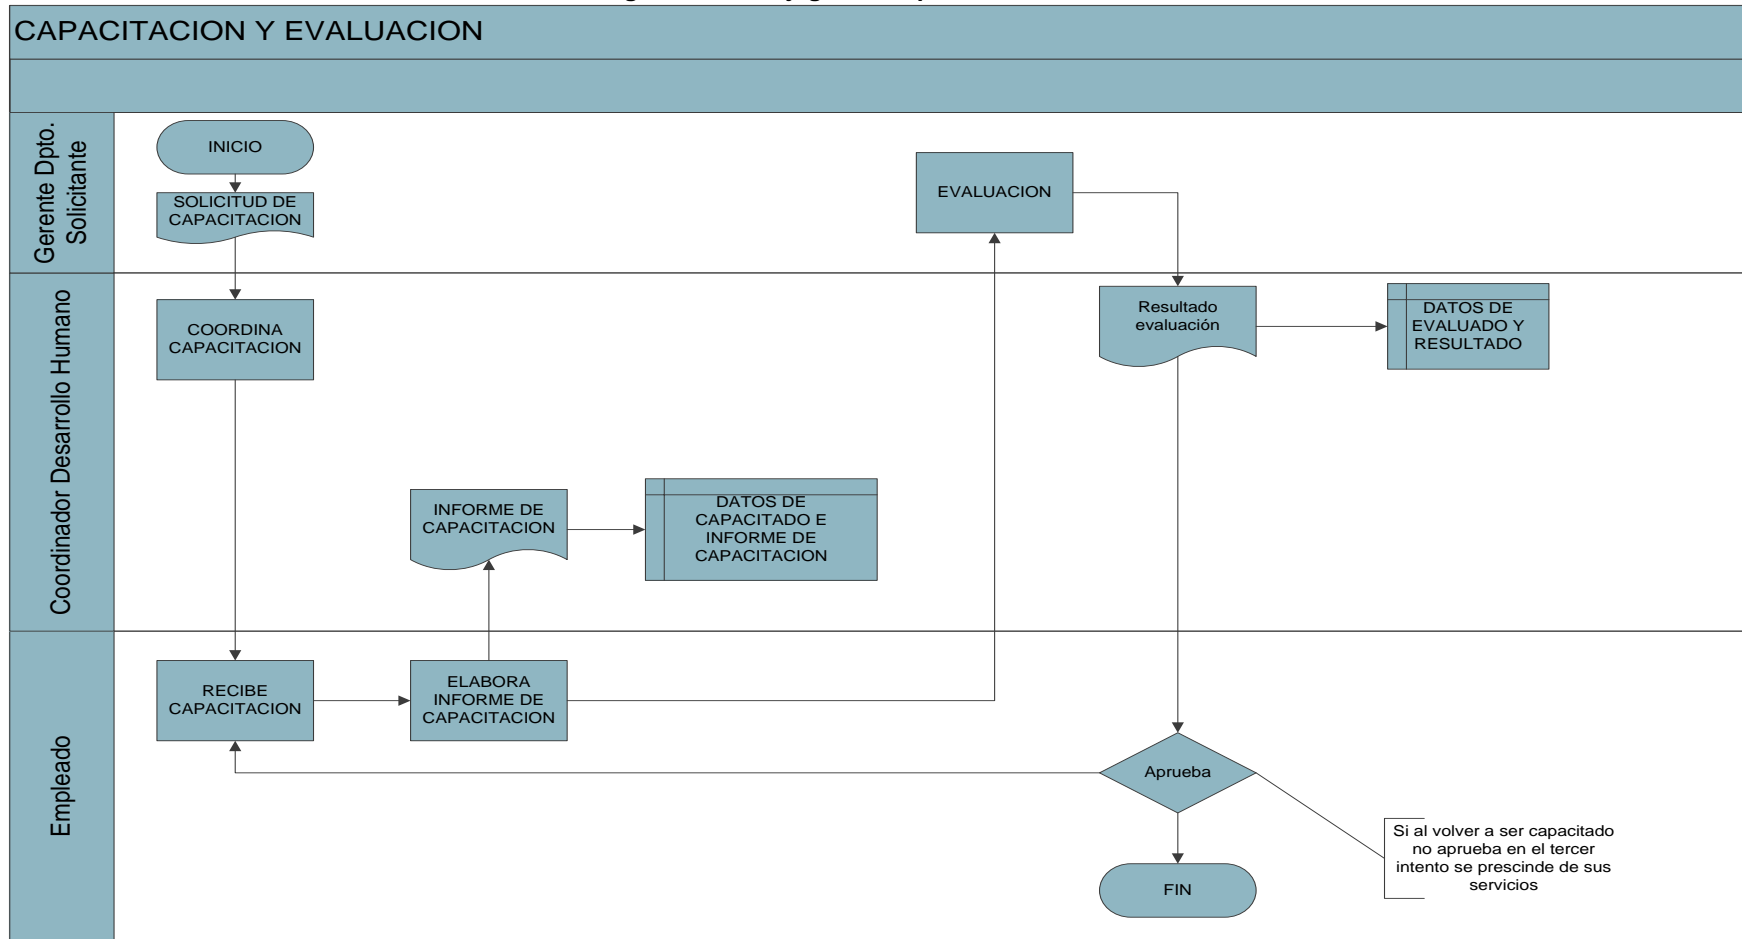 CAPACITACION Y EVALUACION
Gerente Dpto.
Solicitante
INICIO
SOLICITUD DE
CAPACITACION
EVALUACION
Coordinador Desarrollo Humano
COORDINA
CAPACITACION
Resultado
evaluación
DATOS DE
EVALUADO Y
RESULTADO
INFORME DE
CAPACITACION
DATOS DE
CAPACITADO E
INFORME DE
CAPACITACION
Empleado
RECIBE
CAPACITACION
ELABORA
INFORME DE
CAPACITACION
Aprueba
Si al volver a ser capacitado
no aprueba en el tercer
intento se prescinde de sus
servicios
FIN